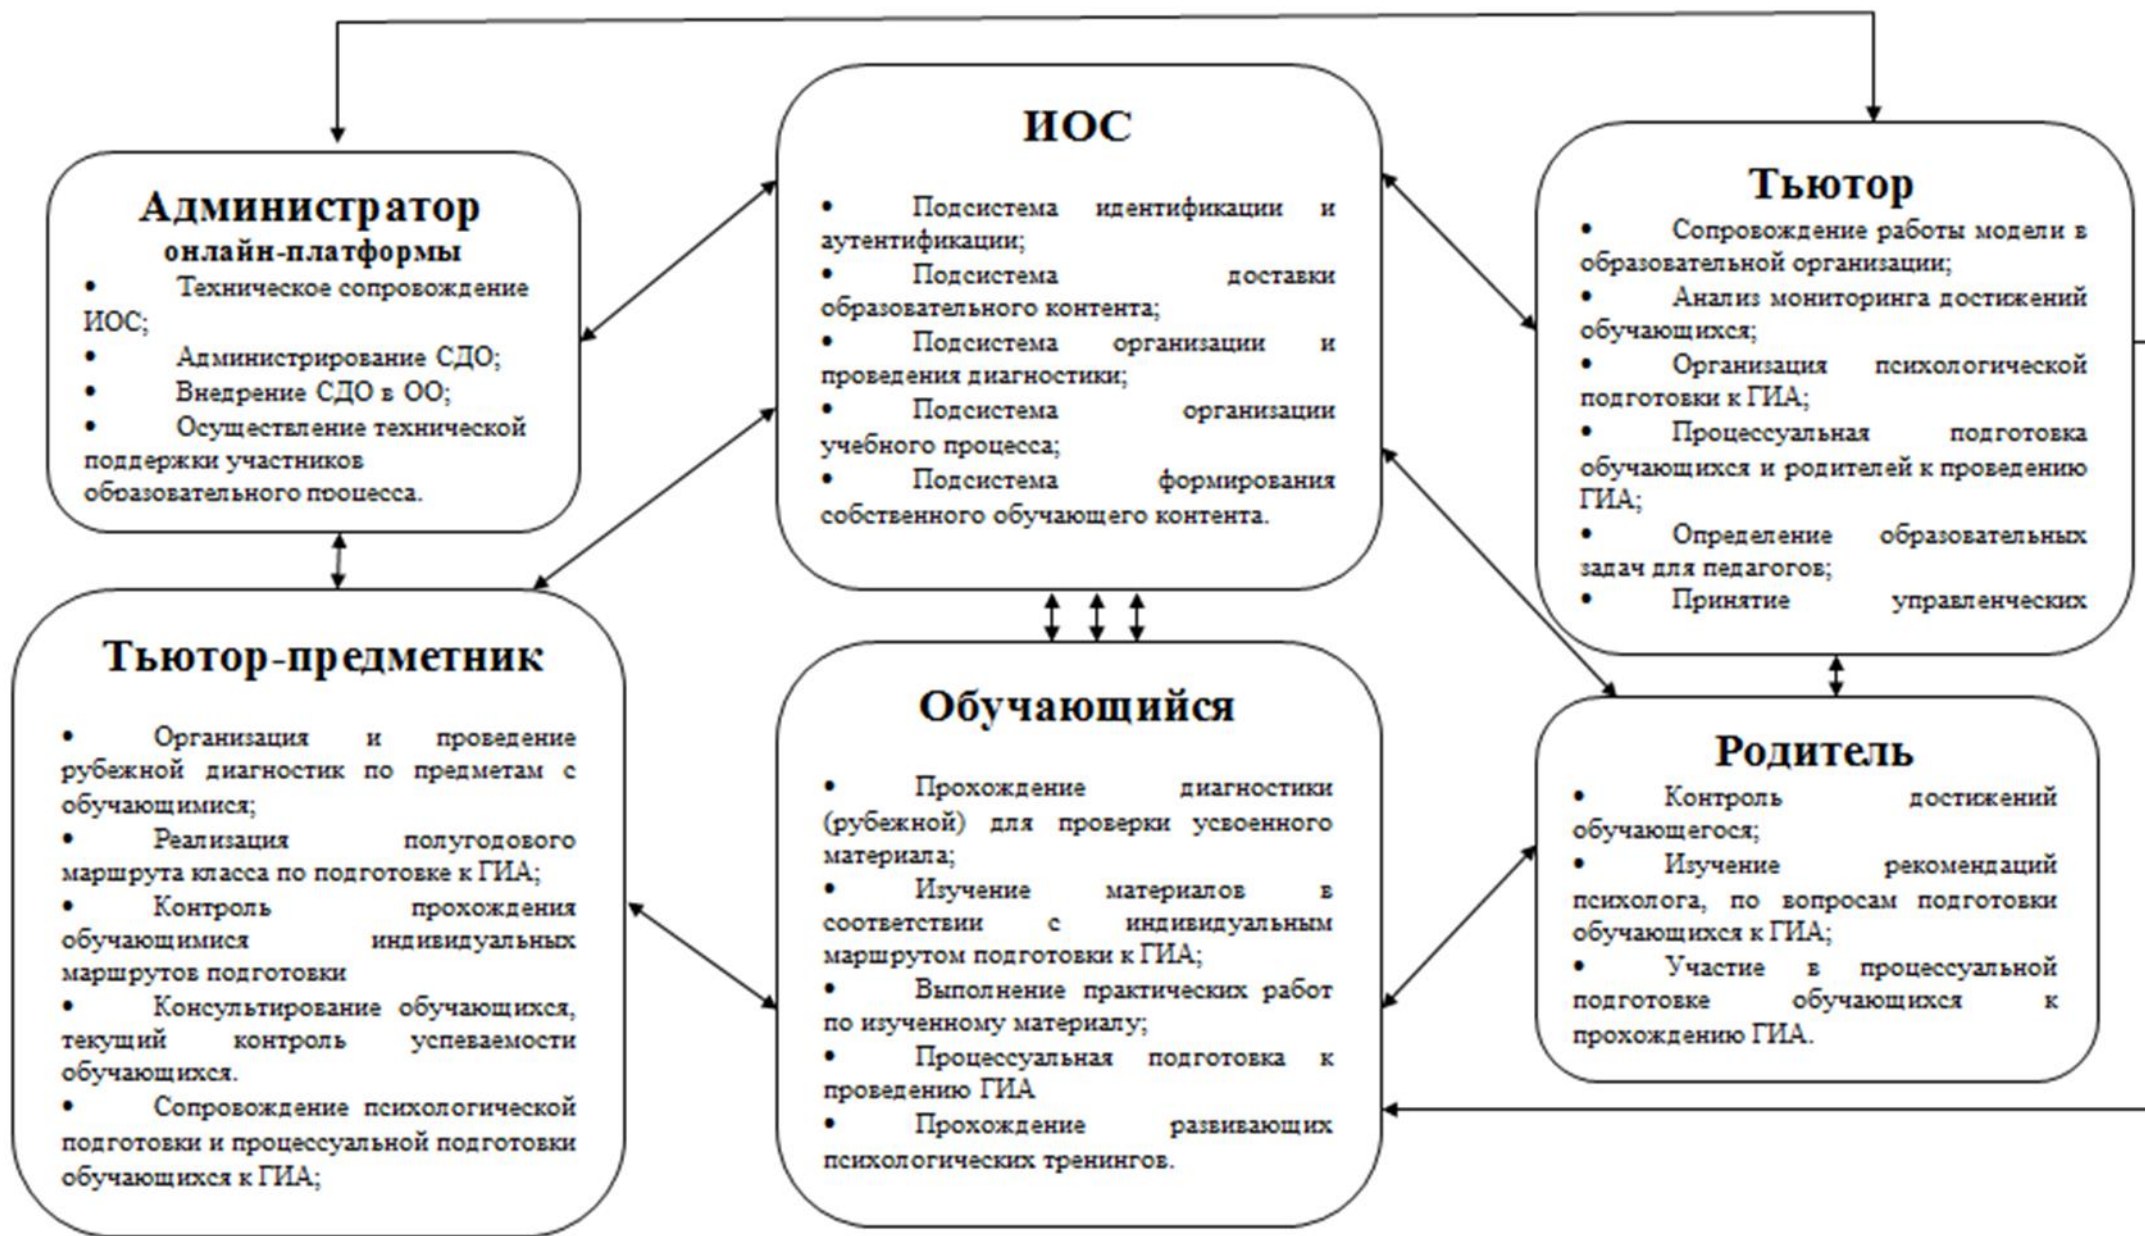 ИОС
• Подсистема идентификации и
аутентификации;
• Подсистема доставки
образовательного контента;
• Подсистема организации и
проведения диагностики;
• Подсистема организации
учебного процесса;
• Подсистема формирования
собственного обучающего контента.
Администратор
онлайн-платформы
• Техническое сопровождение
ИОС;
• Администрирование СДО;
• Внедрение СДО в ОО;
• Осуществление технической
поддержки участников
образовательного процесса.
Тьютор
• Сопровождение работы модели в
образовательной организации;
• Анализ мониторинга достижений
обучающихся;
• Организация психологической
подготовки к ГИА;
• Процессуальная подготовка
обучающихся и родителей к проведению
ГИА;
• Определение образовательных
задач для педагогов;
• Принятие управленческих
Тьютор-предметник
• Организация и проведение
рубежной диагностик по предметам с
обучающимися;
• Реализация полугодового
маршрута класса по подготовке к ГИА;
• Контроль прохождения
обучающимися индивидуальных
маршрутов подготовки
• Консультирование обучающихся,
текущий контроль успеваемости
обучающихся.
• Сопровождение психологической
подготовки и процессуальной подготовки
обучающихся к ГИА;
Обучающийся
• Прохождение диагностики
(рубежной) для проверки усвоенного
материала;
• Изучение материалов в
соответствии с индивидуальным
маршрутом подготовки к ГИА;
• Выполнение практических работ
по изученному материалу;
• Процессуальная подготовка к
проведению ГИА
• Прохождение развивающих
психологических тренингов.
Родитель
• Контроль достижений
обучающегося;
• Изучение рекомендаций
психолога, по вопросам подготовки
обучающихся к ГИА;
• Участие в процессуальной
подготовке обучающихся к
прохождению ГИА.